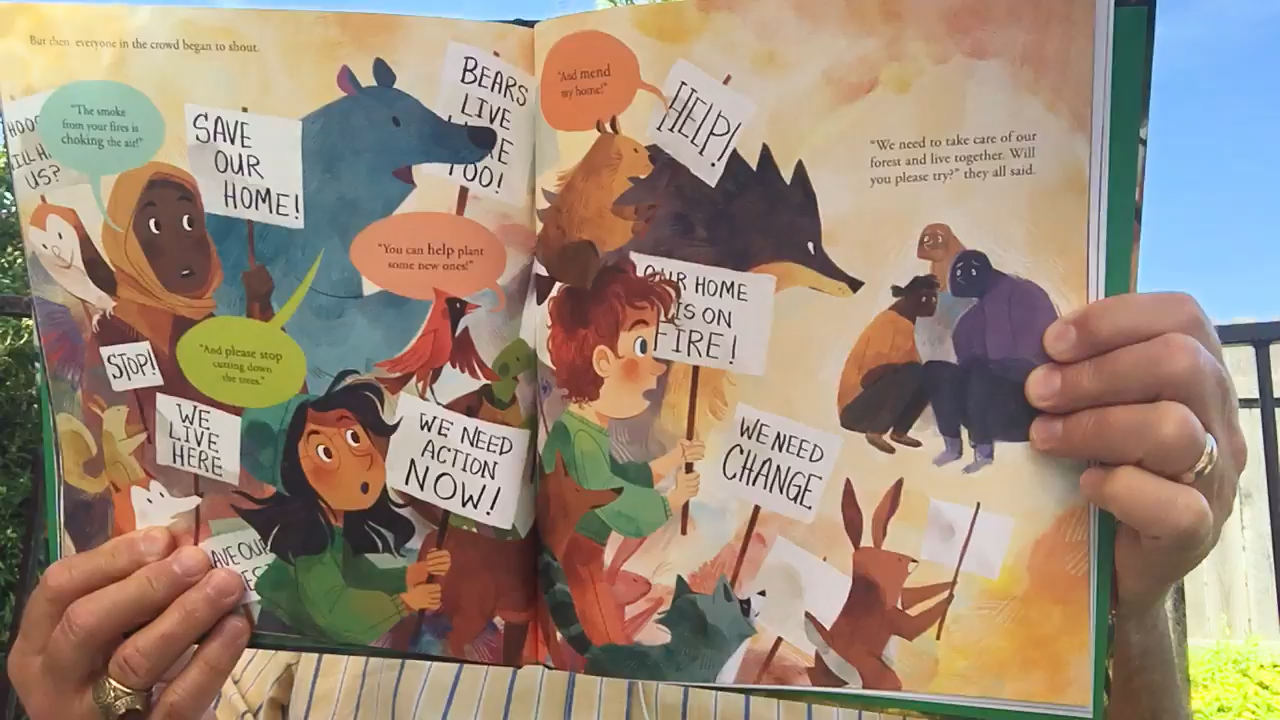 But then everyone in the crowd began to shout.
"The smoke
from your fires is
choking the air!"
US?
SAVE
OUR
HOME!
BEARS
LIVE
TOO!
"You can help plant
some new ones!"
"And please stop
cutting down
the trees."
STOP!
WE
LIVE
HERE
WE NEED
ACTION
NOW!
"And mend
my home!"
HELP!
OUR HOME
IS ON
FIRE!
WE NEED
CHANGE
"We need to take care of our
forest and live together. Will
you please try?" they all said.